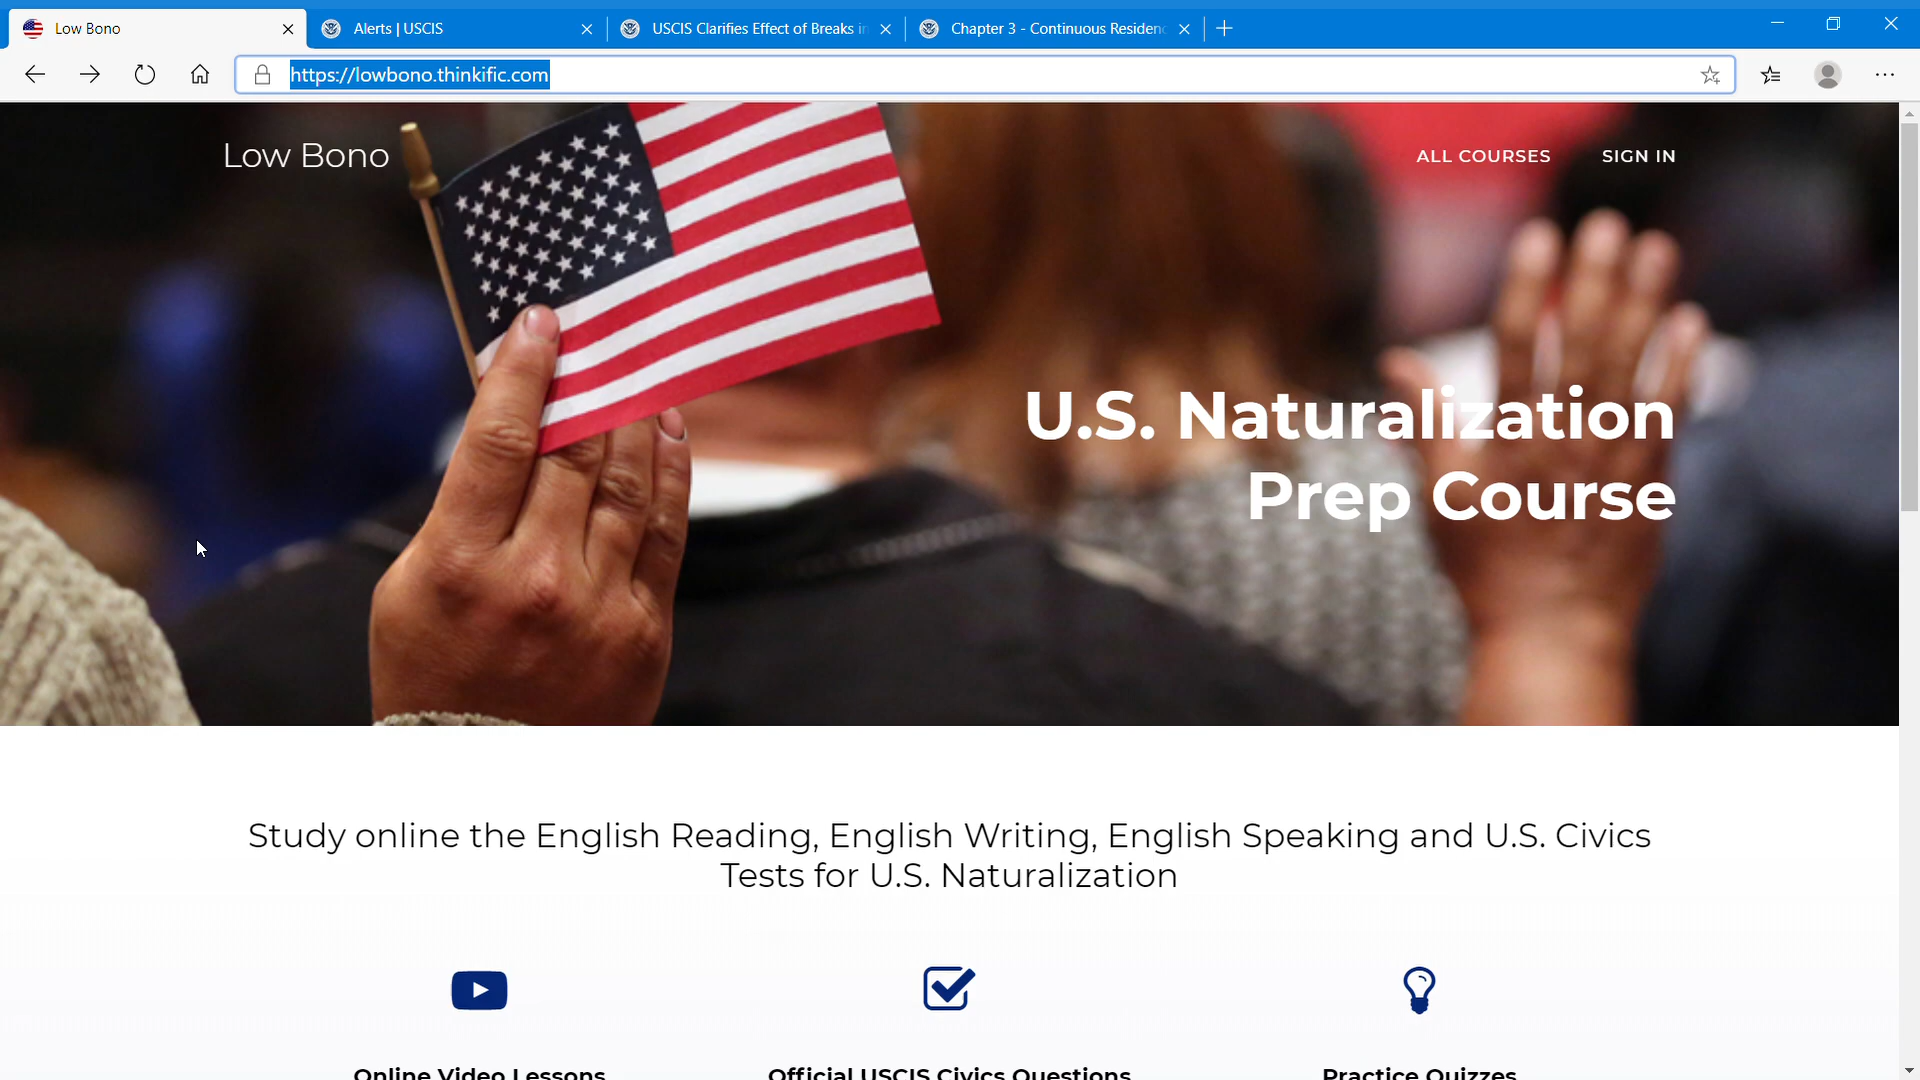 Low Bono
Alerts | USCIS
USCIS Clarifies Effect of Breaks in
Chapter 3 - Continuous Residenc
https://lowbono.thinkific.com
Low Bono
ALL COURSES
SIGN IN
U.S. Naturalization
Prep Course
Study online the English Reading, English Writing, English Speaking and U.S. Civics
Tests for U.S. Naturalization
Online Video Lessons
Official USCIS Civics Questions
Practice Quizzes